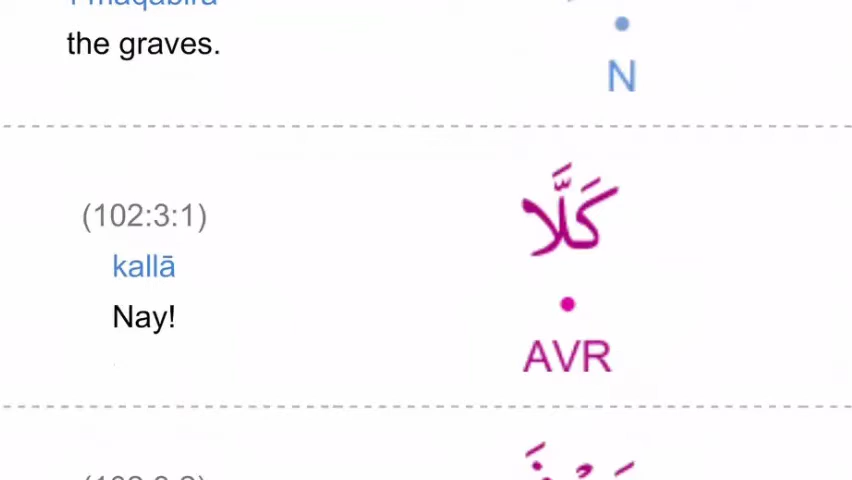 the graves.
N
(102:3:1)
كَلَّا
kallā
Nay!
AVR